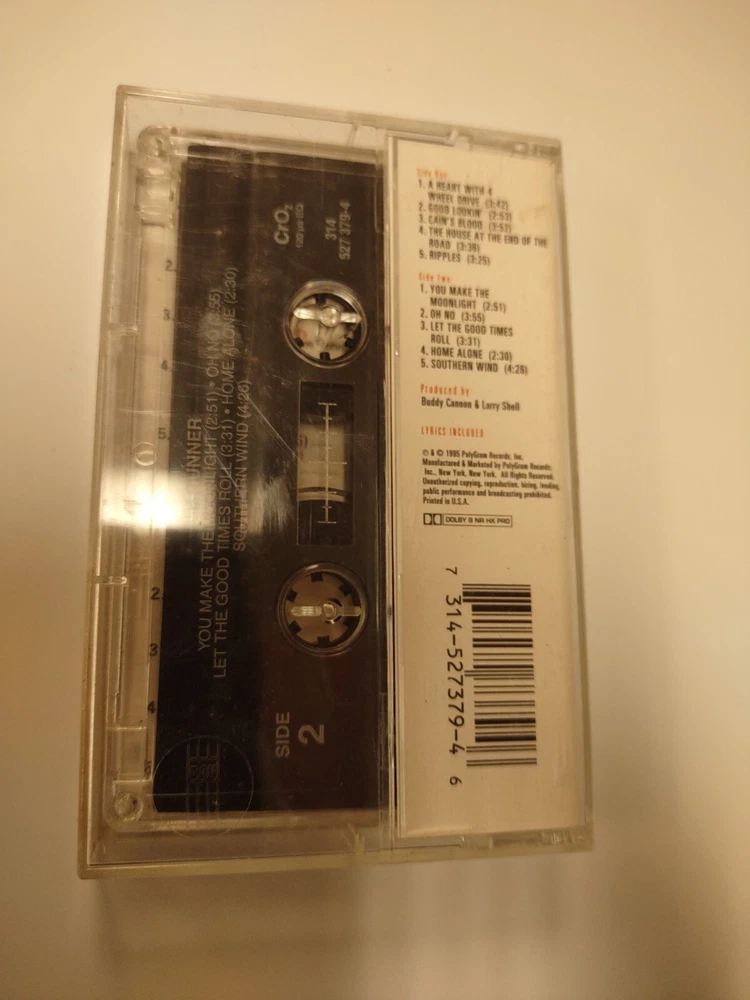 Side One
1. A HEART WITH 4
WHEEL DRIVE (3:42)
2. GOOD LOOKIN' (2:53)
3. CAIN'S BLOOD (3:52)
4. THE HOUSE AT THE END OF THE
ROAD (3:36)
5. RIPPLES (3:25)
Side Two
1. YOU MAKE THE
MOONLIGHT (2:51)
2. OH NO (3:55)
3. LET THE GOOD TIMES
ROLL (3:31)
4. HOME ALONE (2:30)
5. SOUTHERN WIND (4:26)
Produced by
Buddy Cannon & Larry Shell
LYRICS INCLUDED
℗ & © 1995 PolyGram Records, Inc.
Manufactured & Marketed by PolyGram Records,
Inc., New York, New York. All Rights Reserved.
Unauthorized copying, reproduction, hiring, lending,
public performance and broadcasting prohibited.
Printed in U.S.A.
DOLBY B NR HX PRO
7 314-527379-4 6
CrO2
120 µs EQ.
314
527 379-4
UNNER
YOU MAKE THE MOONLIGHT (2:51) • OH NO (3:55)
LET THE GOOD TIMES ROLL (3:31) • HOME ALONE (2:30)
SOUTHERN WIND (4:26)
SIDE
2